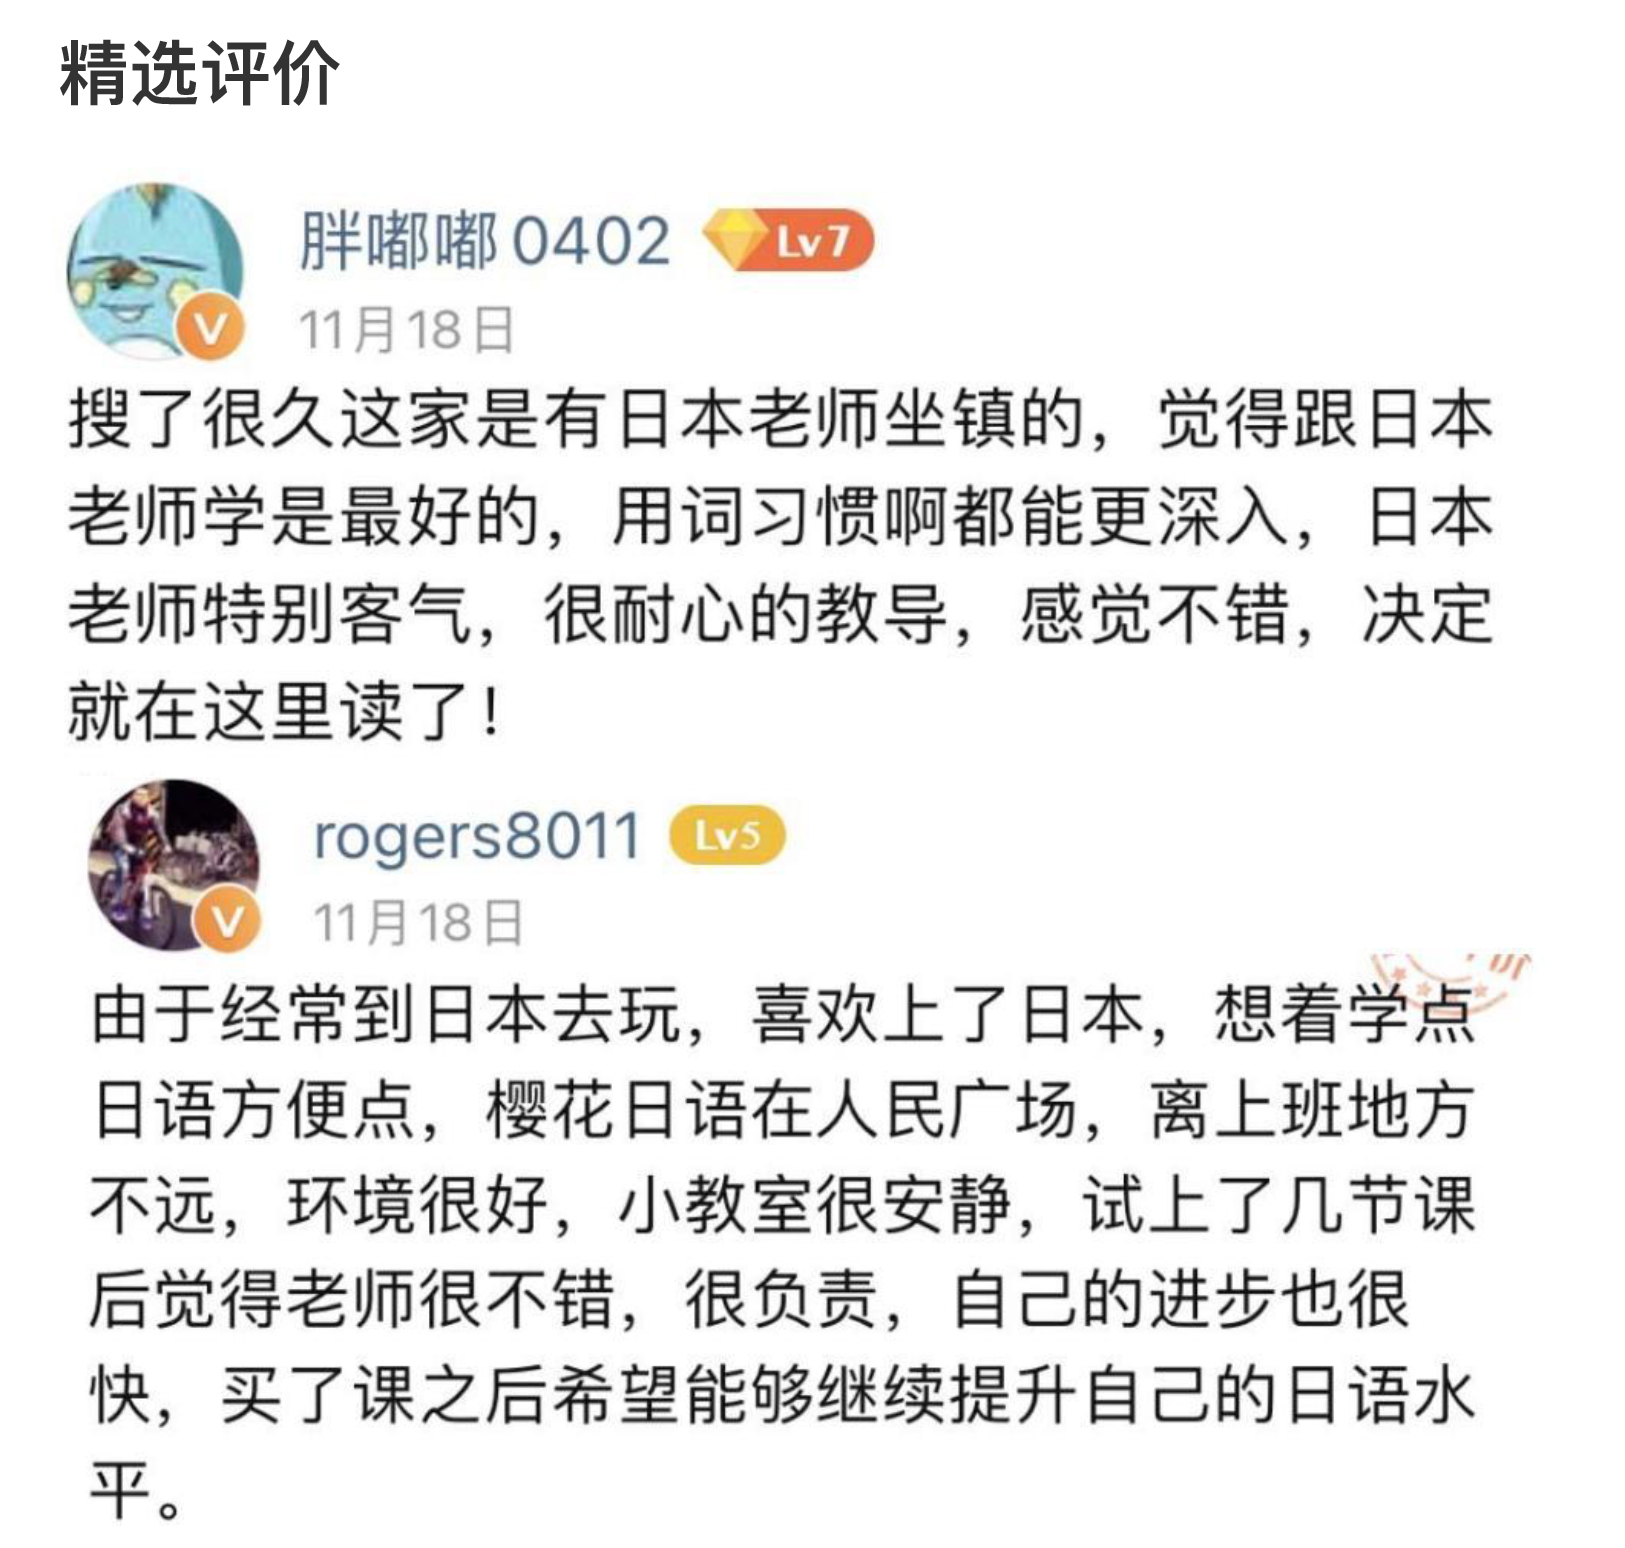 精选评价
胖嘟嘟0402 Lv7
11月18日
搜了很久这家是有日本老师坐镇的，觉得跟日本
老师学是最好的，用词习惯啊都能更深入，日本
老师特别客气，很耐心的教导，感觉不错，决定
就在这里读了！
rogers8011 Lv5
11月18日
由于经常到日本去玩，喜欢上了日本，想着学点
日语方便点，樱花日语在人民广场，离上班地方
不远，环境很好，小教室很安静，试上了几节课
后觉得老师很不错，很负责，自己的进步也很
快，买了课之后希望能够继续提升自己的日语水
平。